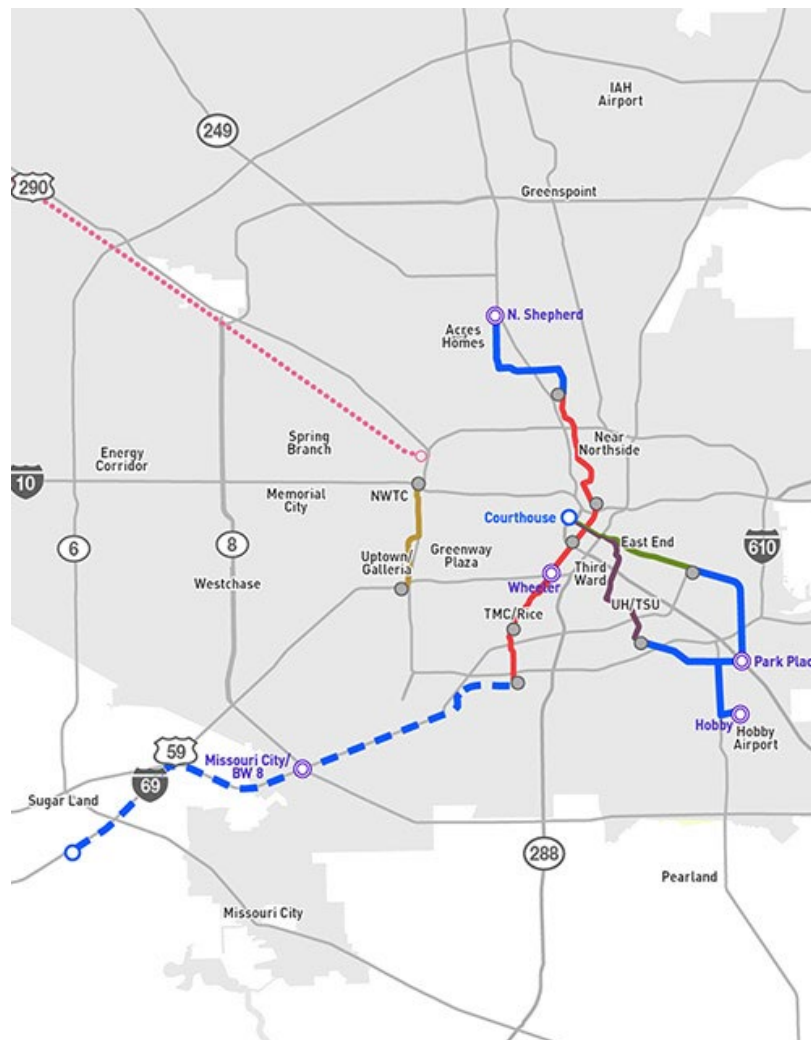 IAH
Airport
249
290
Greenspoint
N. Shepherd
Acres
Homes
Near
Northside
Spring
Branch
Energy
Corridor
10
Memorial
City
NWTC
Courthouse
East End
610
6
8
Uptown/
Galleria
Greenway
Plaza
Third
Ward
Westchase
Wheeler
TMC/Rice
UH/TSU
Park Plac
Hobby
Hobby
Airport
59
Missouri City/
BW 8
69
Sugar Land
288
Pearland
Missouri City